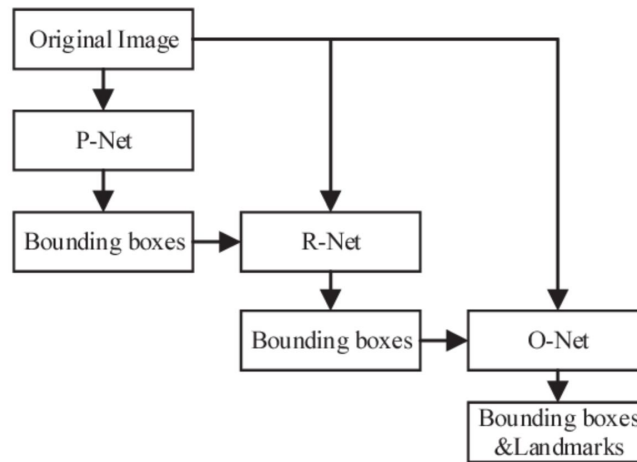 Original Image
P-Net
Bounding boxes
R-Net
Bounding boxes
O-Net
Bounding boxes
&Landmarks